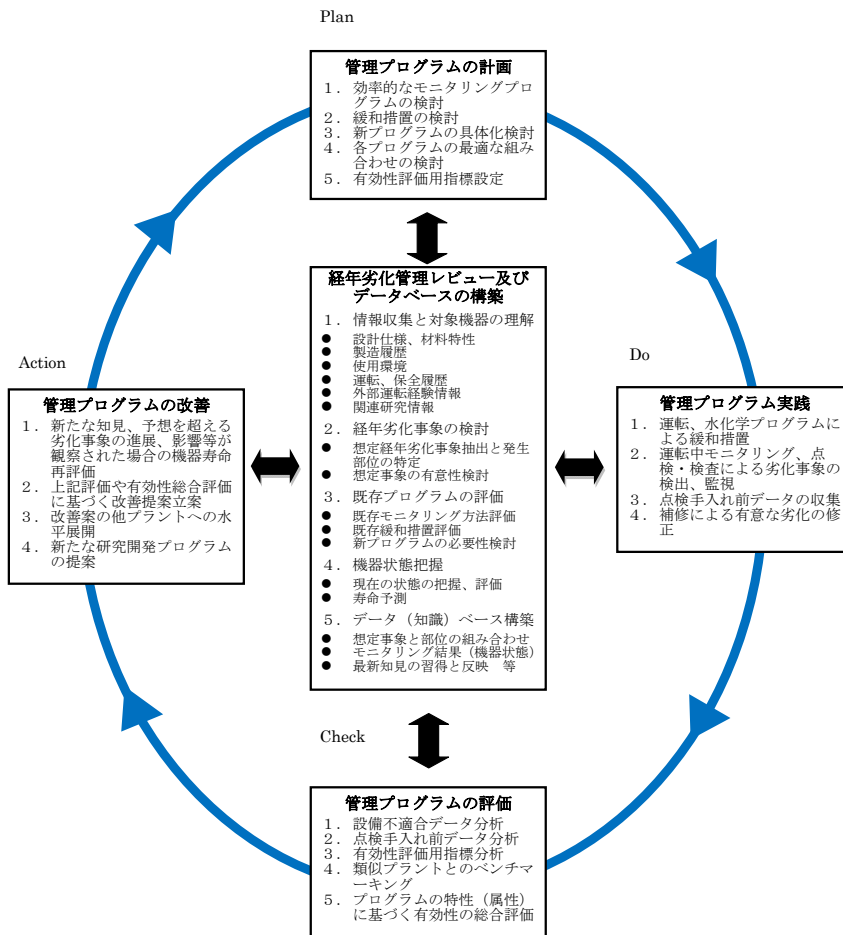 Plan
管理プログラムの計画
１．効率的なモニタリングプロ
グラムの検討
２．緩和措置の検討
３．新プログラムの具体化検討
４．各プログラムの最適な組み
合わせの検討
５．有効性評価用指標設定
経年劣化管理レビュー及び
データベースの構築
１．情報収集と対象機器の理解
● 設計仕様、材料特性
● 製造履歴
● 使用環境
● 運転、保全履歴
● 外部運転経験情報
● 関連研究情報
２．経年劣化事象の検討
● 想定経年劣化事象抽出と発生
部位の特定
● 想定事象の有意性検討
３．既存プログラムの評価
● 既存モニタリング方法評価
● 既存緩和措置評価
● 新プログラムの必要性検討
４．機器状態把握
● 現在の状態の把握、評価
● 寿命予測
５．データ（知識）ベース構築
● 想定事象と部位の組み合わせ
● モニタリング結果（機器状態）
● 最新知見の習得と反映　等
Action
管理プログラムの改善
１．新たな知見、予想を超える
劣化事象の進展、影響等が
観察された場合の機器寿命
再評価
２．上記評価や有効性総合評価
に基づく改善提案立案
３．改善案の他プラントへの水
平展開
４．新たな研究開発プログラム
の提案
Do
管理プログラム実践
１．運転、水化学プログラムに
よる緩和措置
２．運転中モニタリング、点
検・検査による劣化事象の
検出、監視
３．点検手入れ前データの収集
４．補修による有意な劣化の修
正
Check
管理プログラムの評価
１．設備不適合データ分析
２．点検手入れ前データ分析
３．有効性評価用指標分析
４．類似プラントとのベンチマ
ーキング
５．プログラムの特性（属性）
に基づく有効性の総合評価